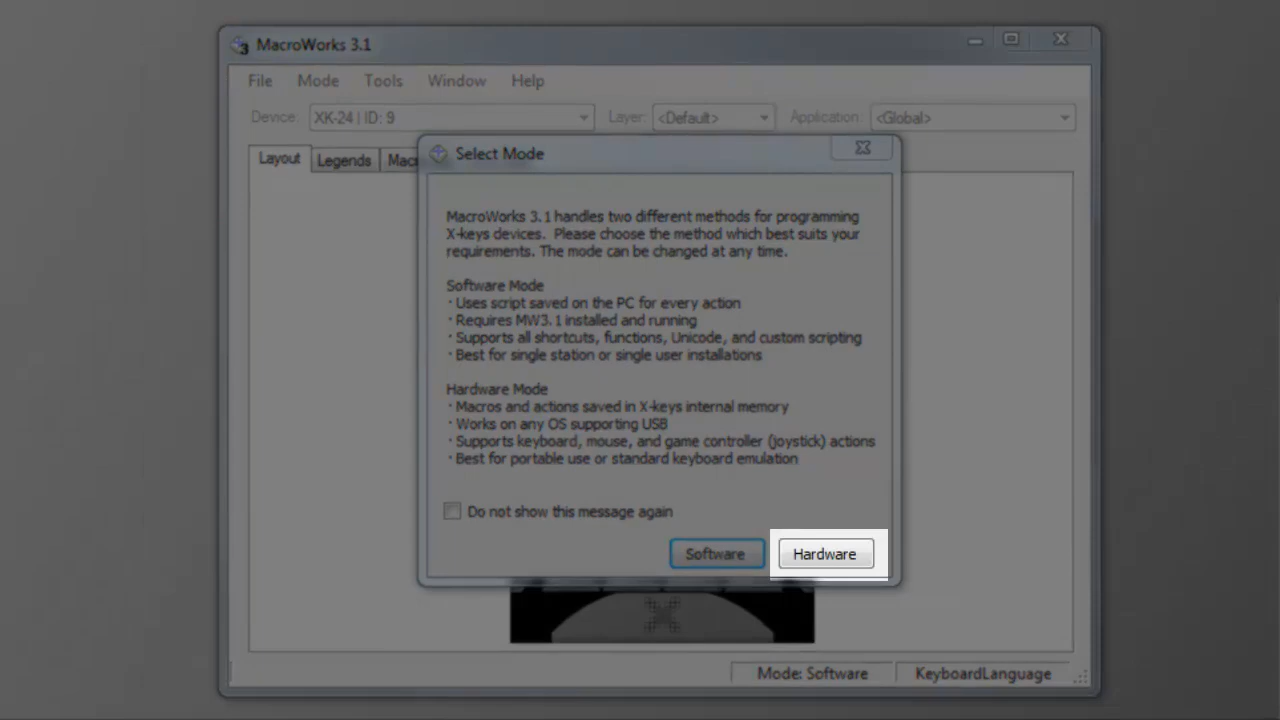 MacroWorks 3.1
File Mode Tools Window Help
Device: XK-24 | ID: 9 Layer: <Default> Application: <Global>
Layout Legends
Select Mode
MacroWorks 3.1 handles two different methods for programming
X-keys devices. Please choose the method which best suits your
requirements. The mode can be changed at any time.
Software Mode
· Uses script saved on the PC for every action
· Requires MW3.1 installed and running
· Supports all shortcuts, functions, Unicode, and custom scripting
· Best for single station or single user installations
Hardware Mode
· Macros and actions saved in X-keys internal memory
· Works on any OS supporting USB
· Supports keyboard, mouse, and game controller (joystick) actions
· Best for portable use or standard keyboard emulation
Do not show this message again
Software Hardware
Mode: Software KeyboardLanguage